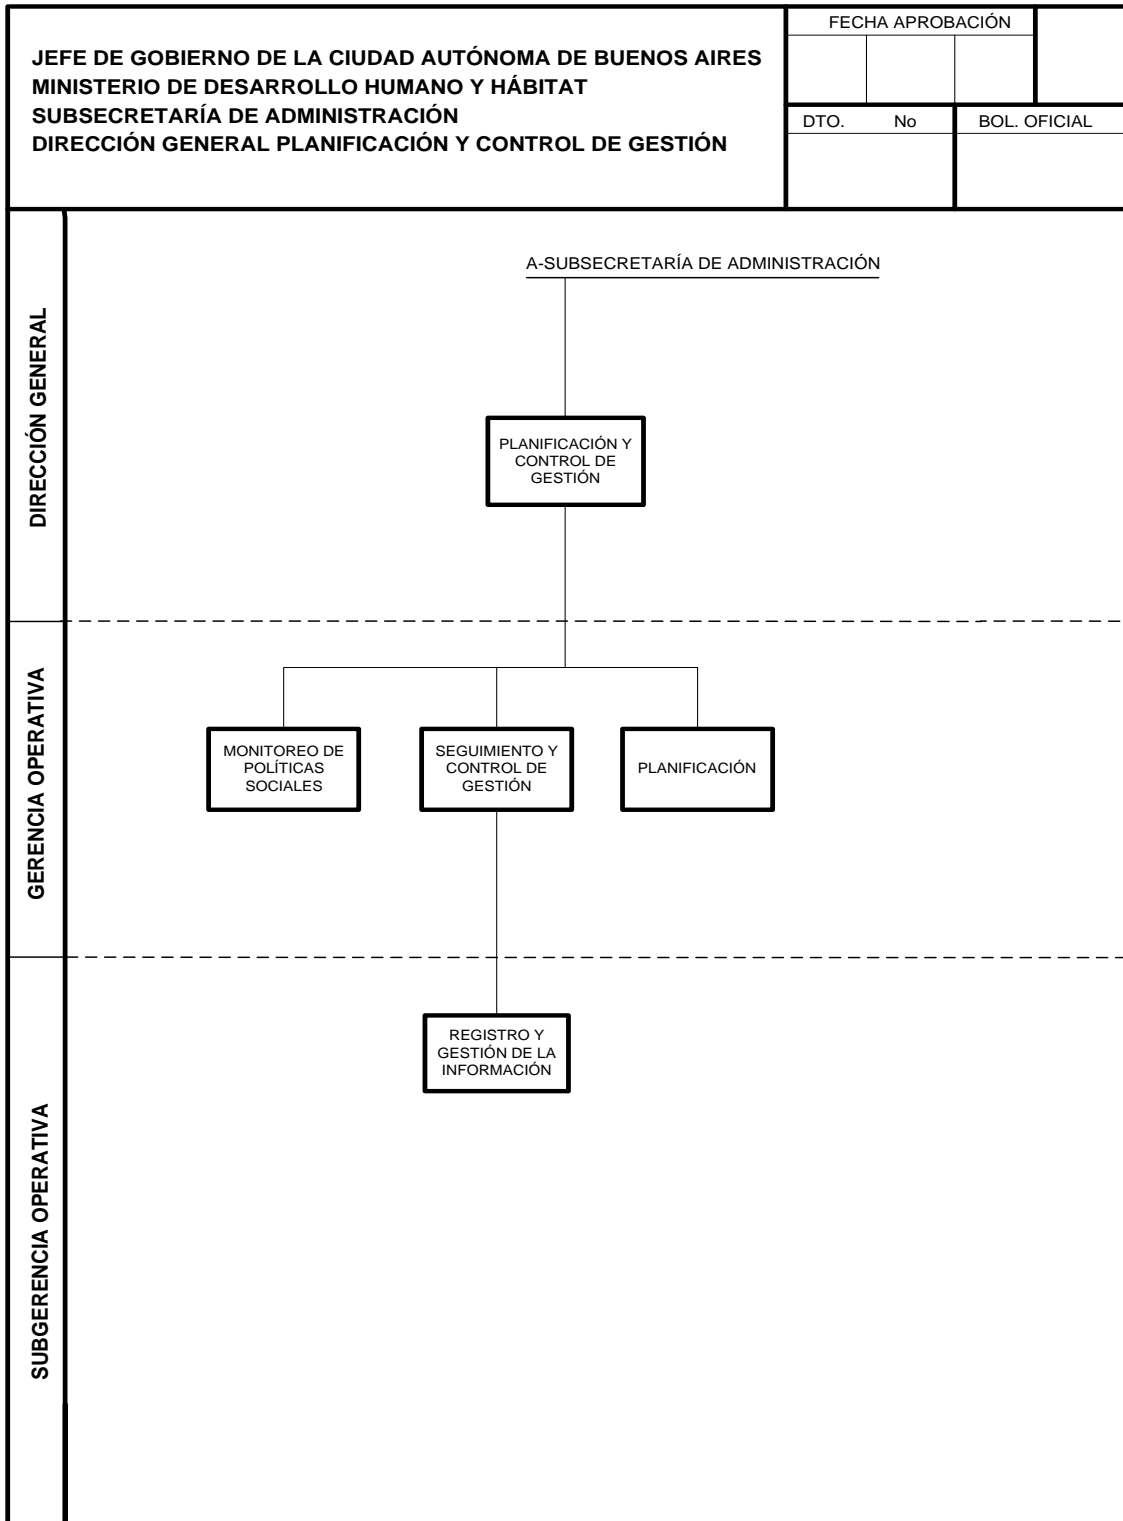 JEFE DE GOBIERNO DE LA CIUDAD AUTÓNOMA DE BUENOS AIRES
MINISTERIO DE DESARROLLO HUMANO Y HÁBITAT
SUBSECRETARÍA DE ADMINISTRACIÓN
DIRECCIÓN GENERAL PLANIFICACIÓN Y CONTROL DE GESTIÓN
FECHA APROBACIÓN
DTO. No
BOL. OFICIAL
DIRECCIÓN GENERAL
A-SUBSECRETARÍA DE ADMINISTRACIÓN
PLANIFICACIÓN Y
CONTROL DE
GESTIÓN
GERENCIA OPERATIVA
MONITOREO DE
POLÍTICAS
SOCIALES
SEGUIMIENTO Y
CONTROL DE
GESTIÓN
PLANIFICACIÓN
SUBGERENCIA OPERATIVA
REGISTRO Y
GESTIÓN DE LA
INFORMACIÓN